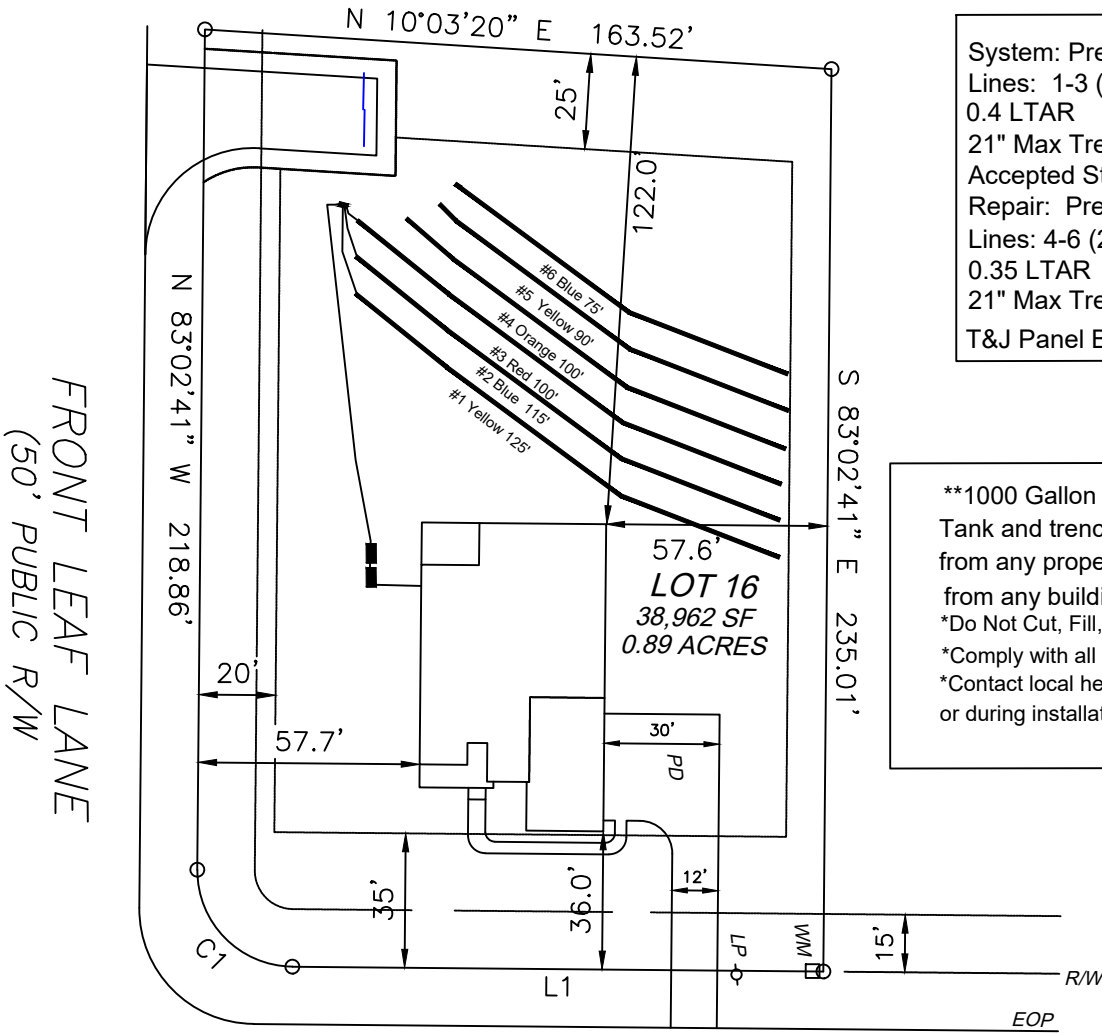 N 10°03'20" E 163.52'
25'
122.0'
#6 Blue 75'
#5 Yellow 90'
#4 Orange 100'
#3 Red 100'
#2 Blue 115'
#1 Yellow 125'
N 83°02'41" W 218.86'
S 83°02'41" E 235.01'
FRONT LEAF LANE
(50' PUBLIC R/W
57.6'
LOT 16
38,962 SF
0.89 ACRES
20'
57.7'
30'
PD
35'
36.0'
12'
LP
WM
15'
C1
L1
R/W
EOP
System: Pre
Lines: 1-3 (
0.4 LTAR
21" Max Tre
Accepted St
Repair: Pre
Lines: 4-6 (2
0.35 LTAR
21" Max Tre
T&J Panel B
**1000 Gallon
Tank and trenc
from any prope
from any buildi
*Do Not Cut, Fill,
*Comply with all
*Contact local he
or during installat